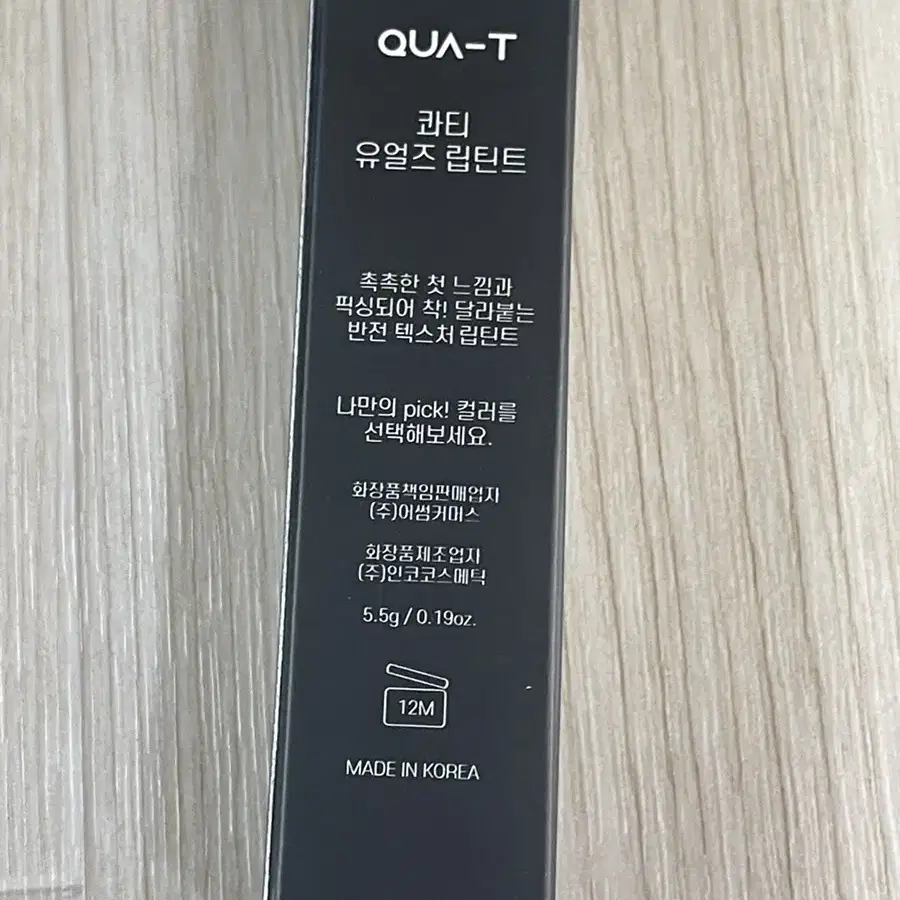 QUA-T
콰티
유얼즈 립틴트
촉촉한 첫 느낌과
픽싱되어 착! 달라붙는
반전 텍스처 립틴트
나만의 pick! 컬러를
선택해보세요.
화장품책임판매업자
(주)어썸커머스
화장품제조업자
(주)인코코스메틱
5.5g / 0.19oz.
12M
MADE IN KOREA